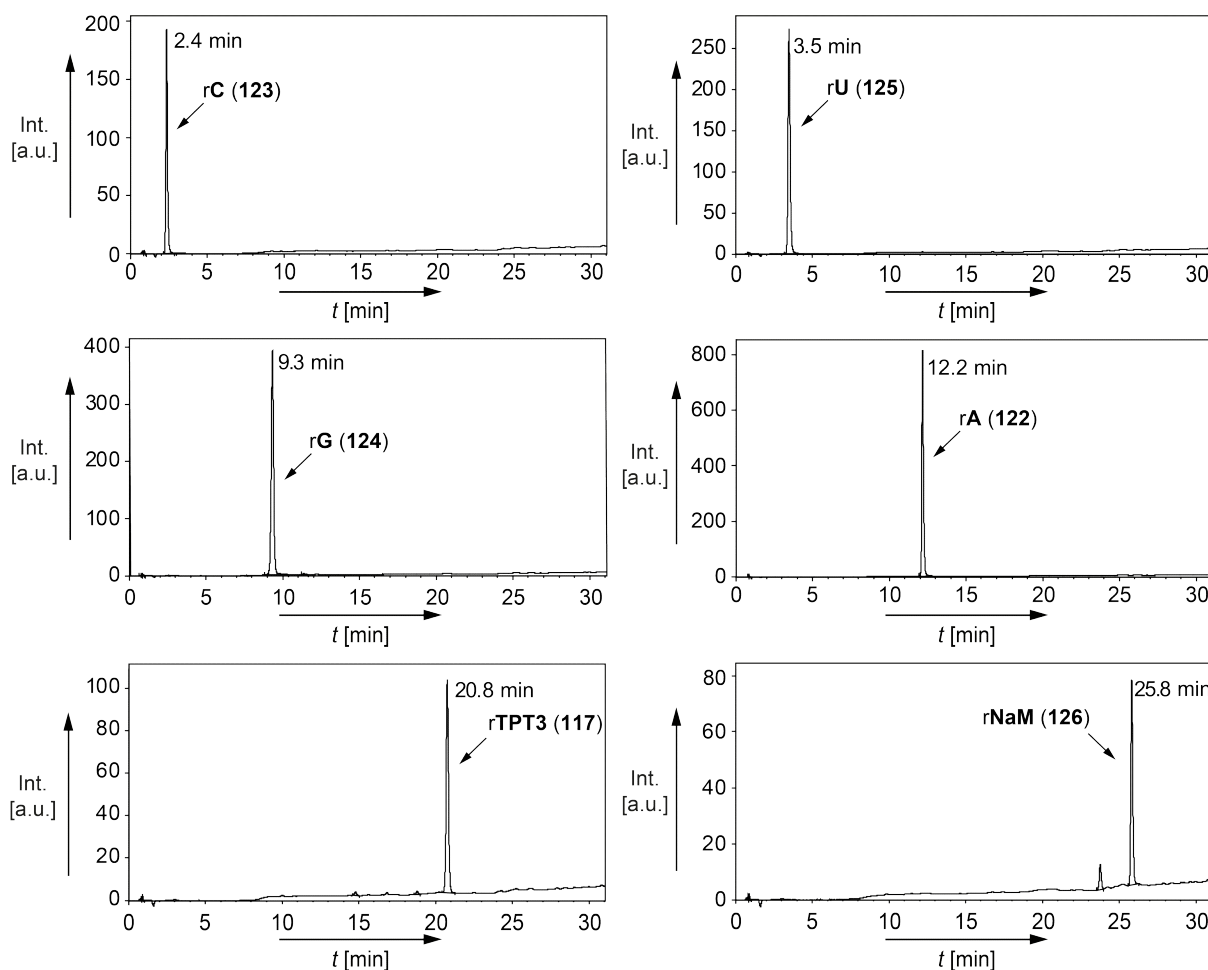 200
2.4 min
150
rC (123)
Int.
[a.u.]
100
50
0
0 5 10 15 20 25 30
t [min]
250
3.5 min
200
rU (125)
Int.
[a.u.]
150
100
50
0
0 5 10 15 20 25 30
t [min]
400
9.3 min
300
rG (124)
Int.
[a.u.]
200
100
0
0 5 10 15 20 25 30
t [min]
800
12.2 min
600
rA (122)
Int.
[a.u.]
400
200
0
0 5 10 15 20 25 30
t [min]
100
20.8 min
80
rTPT3 (117)
Int.
[a.u.]
60
40
20
0
0 5 10 15 20 25 30
t [min]
80
25.8 min
rNaM (126)
60
Int.
[a.u.]
40
20
0
0 5 10 15 20 25 30
t [min]